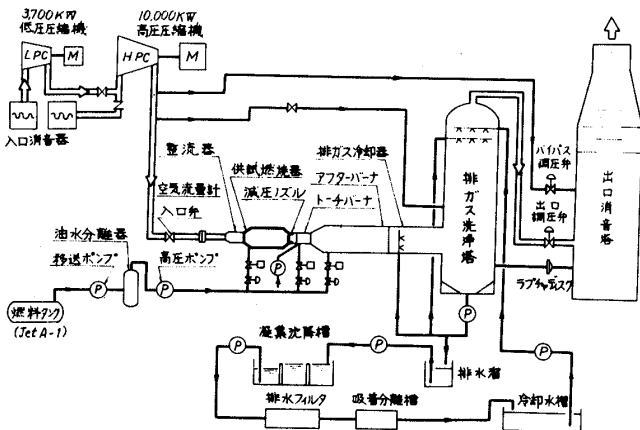 3,700KW
低圧圧縮機
10,000KW
高圧圧縮機
LPC
M
HPC
M
入口消音器
整流器
供試燃焼器
排ガス冷却器
空気流量計
減圧ノズル
アフターバーナ
入口弁
トーチバーナ
排ガス洗浄塔
バイパス
調圧弁
出口
調圧弁
出口消音塔
油水分離器
移送ポンプ
高圧ポンプ
P
P
P
P
ラプチャディスク
燃料タンク
(Jet A-1)
凝集沈降槽
P
P
P
排水溜
排水フィルタ
吸着分離槽
冷却水槽